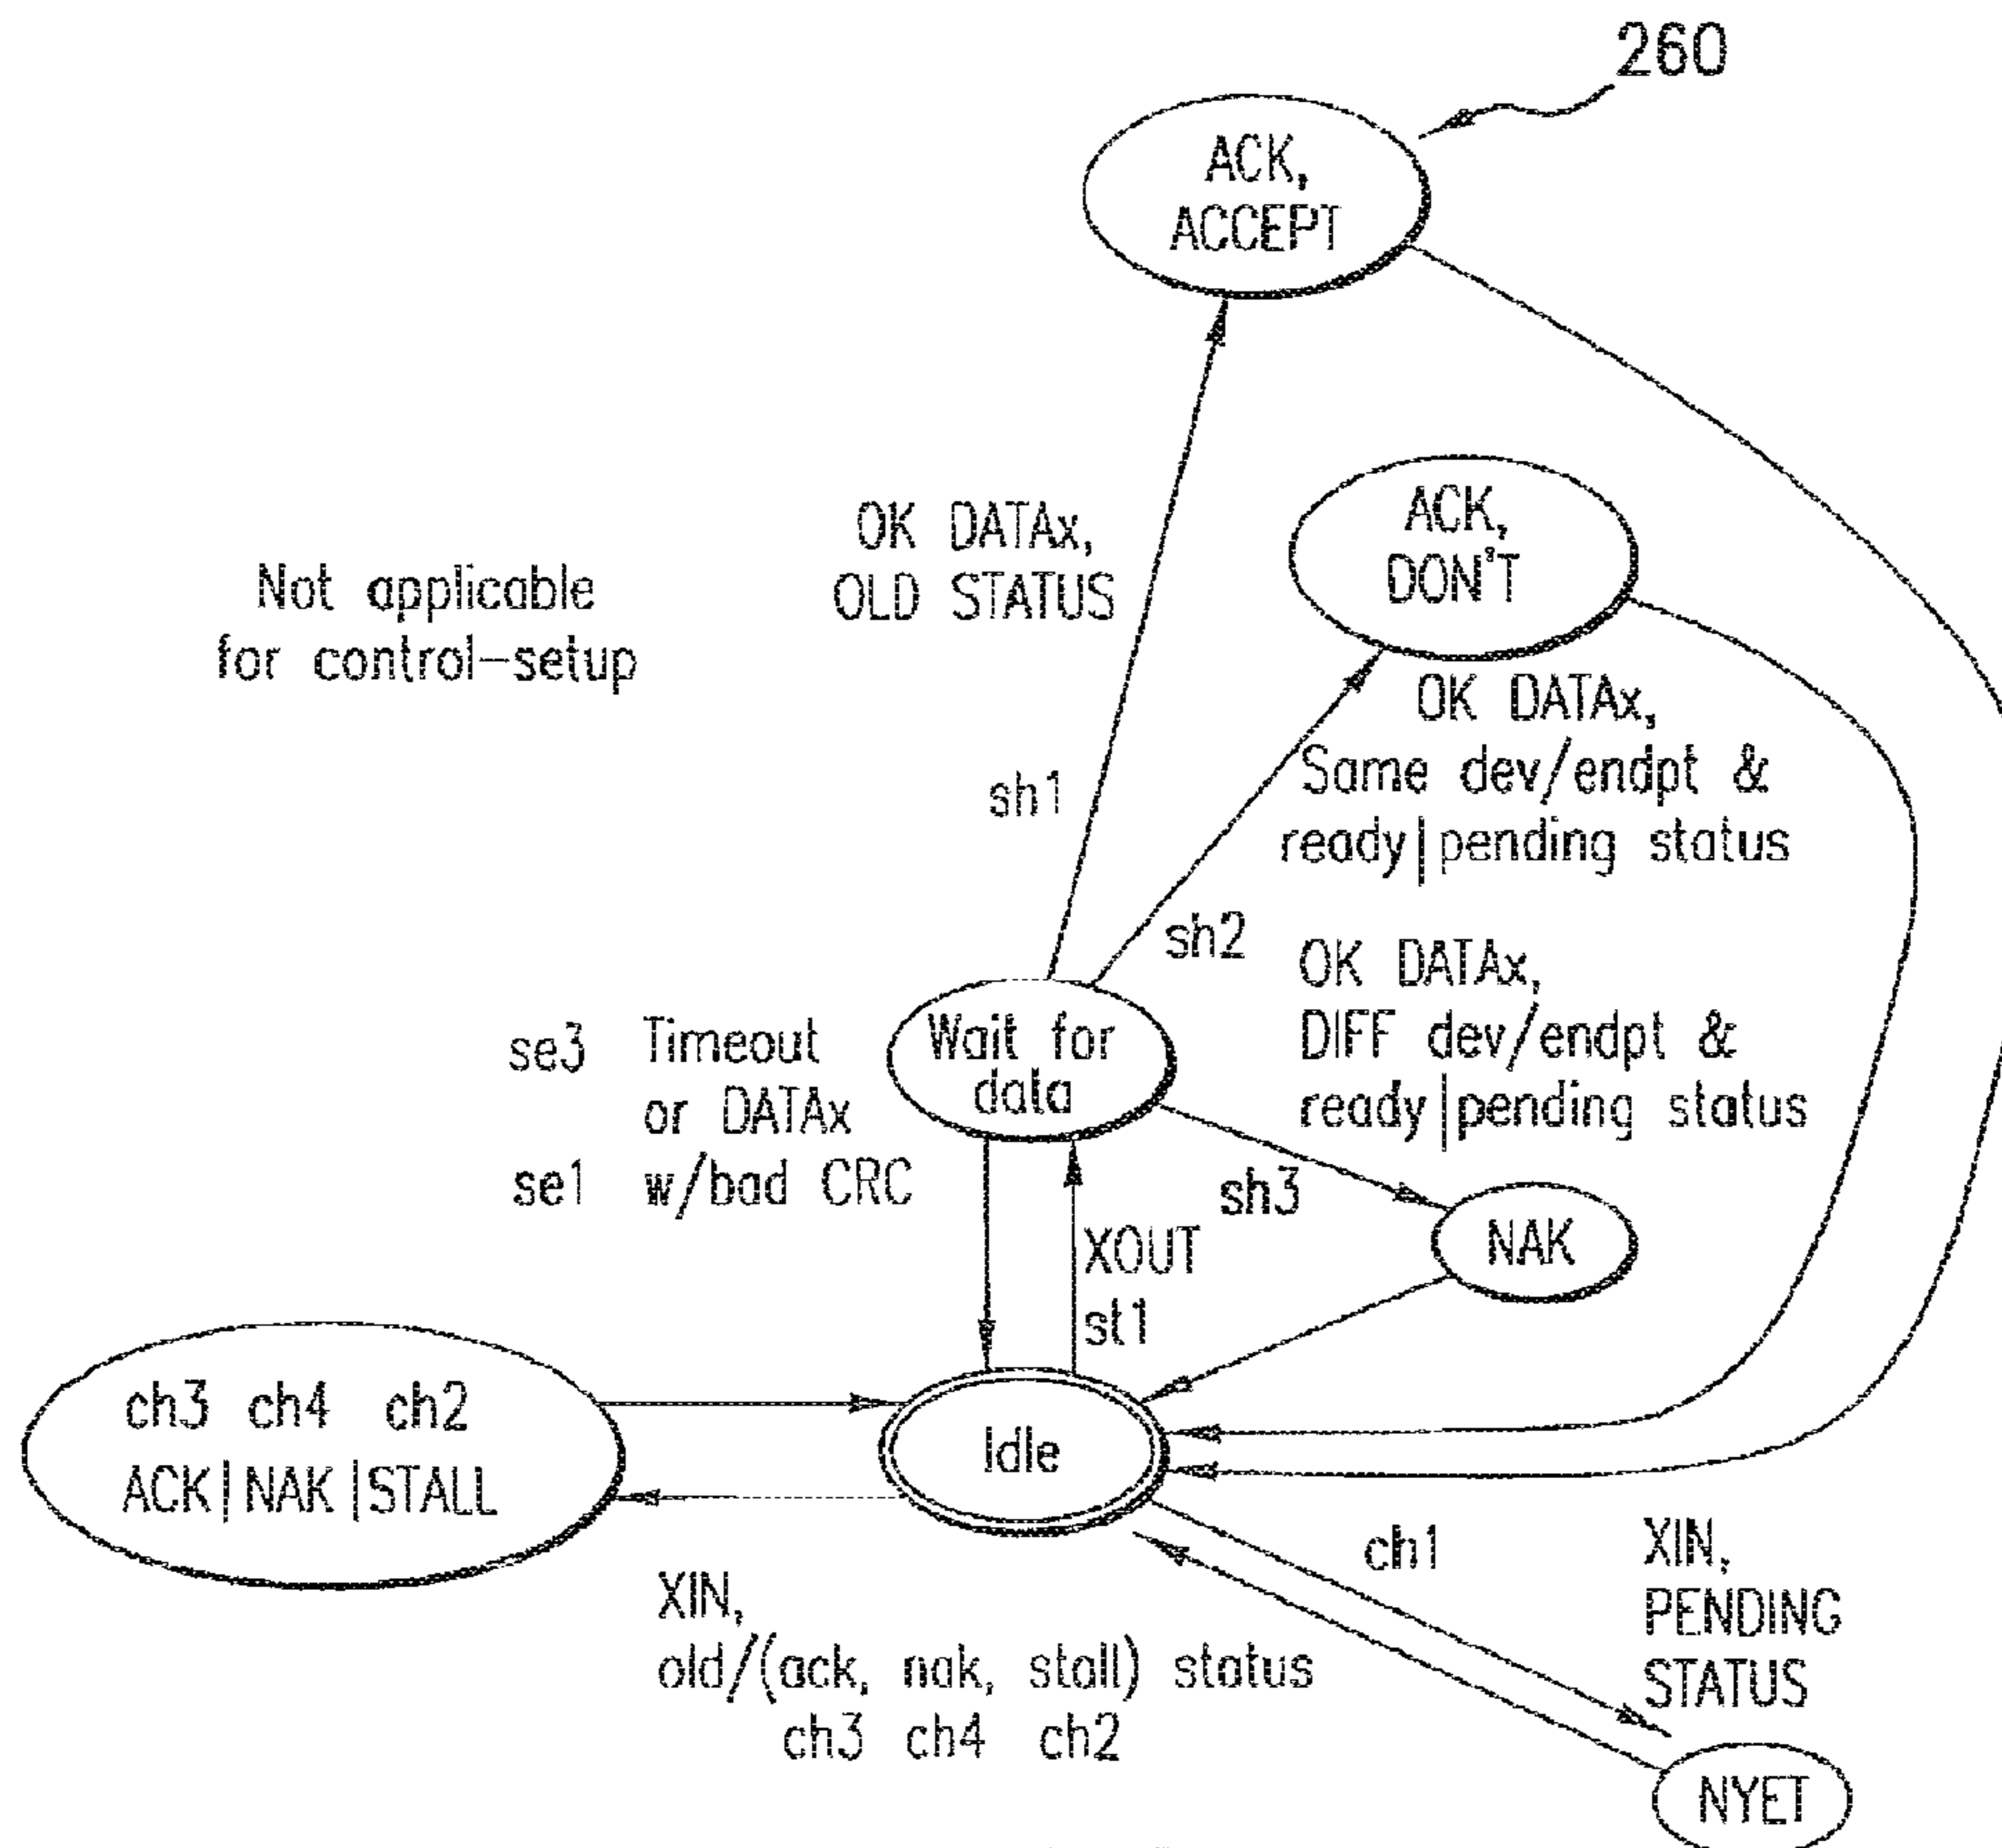 260
ACK,
ACCEPT
OK DATAx,
OLD STATUS
ACK,
DON'T
Not applicable
for control-setup
OK DATAx,
Same dev/endpt &
ready|pending status
sh1
sh2
OK DATAx,
DIFF dev/endpt &
ready|pending status
se3 Timeout
or DATAx
se1 w/bad CRC
Wait for
data
sh3
NAK
XOUT
st1
ch3 ch4 ch2
ACK|NAK|STALL
Idle
ch1
XIN,
PENDING
STATUS
XIN,
old/(ack, nak, stall) status
ch3 ch4 ch2
NYET